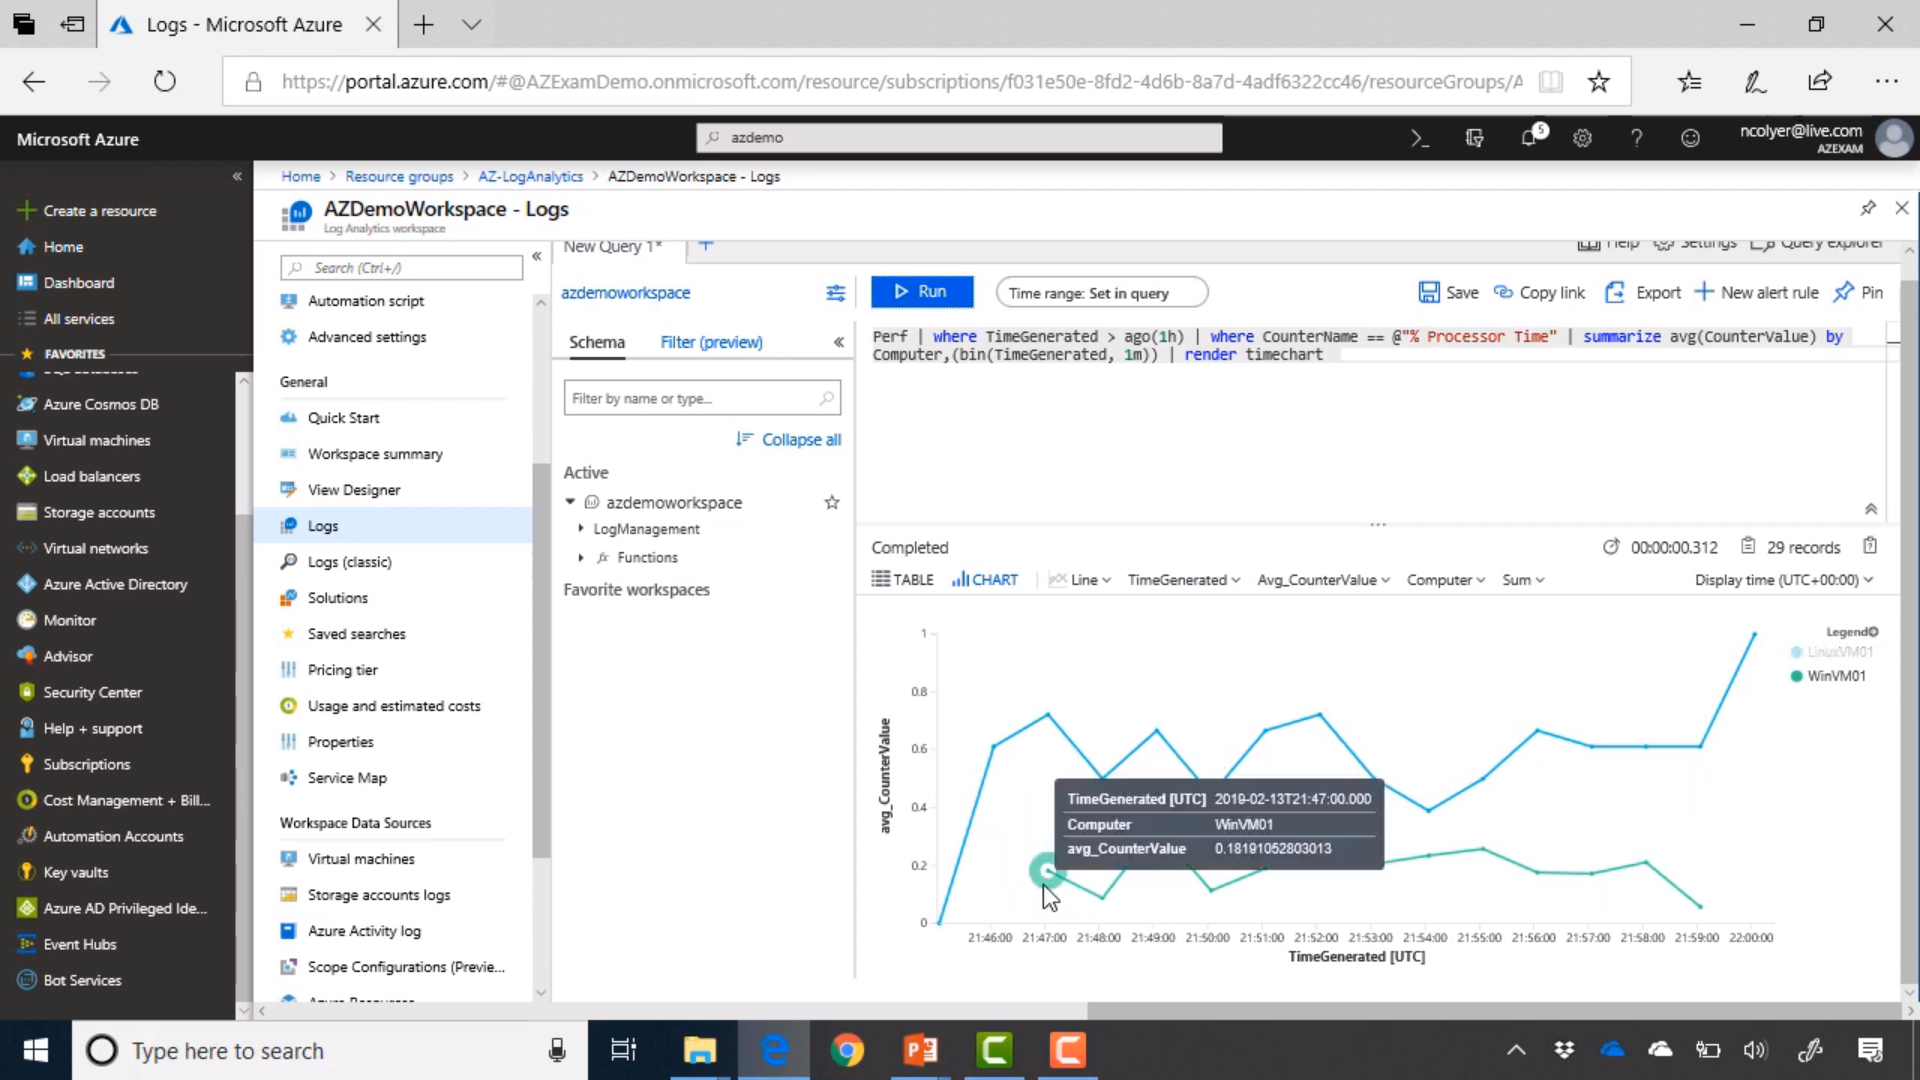 Logs - Microsoft Azure
https://portal.azure.com/#@AZExamDemo.onmicrosoft.com/resource/subscriptions/f031e50e-8fd2-4d6b-8a7d-4adf6322cc46/resourceGroups/A
Microsoft Azure
azdemo
5
ncolyer@live.com
AZEXAM
Create a resource
Home
Dashboard
All services
FAVORITES
Azure Cosmos DB
Virtual machines
Load balancers
Storage accounts
Virtual networks
Azure Active Directory
Monitor
Advisor
Security Center
Help + support
Subscriptions
Cost Management + Bill...
Automation Accounts
Key vaults
Azure AD Privileged Ide...
Event Hubs
Bot Services
Home > Resource groups > AZ-LogAnalytics > AZDemoWorkspace - Logs
AZDemoWorkspace - Logs
Log Analytics workspace
Search (Ctrl+/)
Automation script
Advanced settings
General
Quick Start
Workspace summary
View Designer
Logs
Logs (classic)
Solutions
Saved searches
Pricing tier
Usage and estimated costs
Properties
Service Map
Workspace Data Sources
Virtual machines
Storage accounts logs
Azure Activity log
Scope Configurations (Previe...
Azure Resources
New Query 1*
Help Settings Query explorer
azdemoworkspace
Run
Time range: Set in query
Save Copy link Export New alert rule Pin
Schema
Filter (preview)
Filter by name or type...
Collapse all
Active
azdemoworkspace
LogManagement
fx Functions
Favorite workspaces
Perf | where TimeGenerated > ago(1h) | where CounterName == @"% Processor Time" | summarize avg(CounterValue) by
Computer,(bin(TimeGenerated, 1m)) | render timechart
Completed
00:00:00.312
29 records
TABLE CHART Line TimeGenerated Avg_CounterValue Computer Sum
Display time (UTC+00:00)
Legend
LinuxVM01
WinVM01
avg_CounterValue
1
0.8
0.6
0.4
0.2
0
TimeGenerated [UTC] 2019-02-13T21:47:00.000
Computer WinVM01
avg_CounterValue 0.18191052803013
21:46:00 21:47:00 21:48:00 21:49:00 21:50:00 21:51:00 21:52:00 21:53:00 21:54:00 21:55:00 21:56:00 21:57:00 21:58:00 21:59:00 22:00:00
TimeGenerated [UTC]
Type here to search